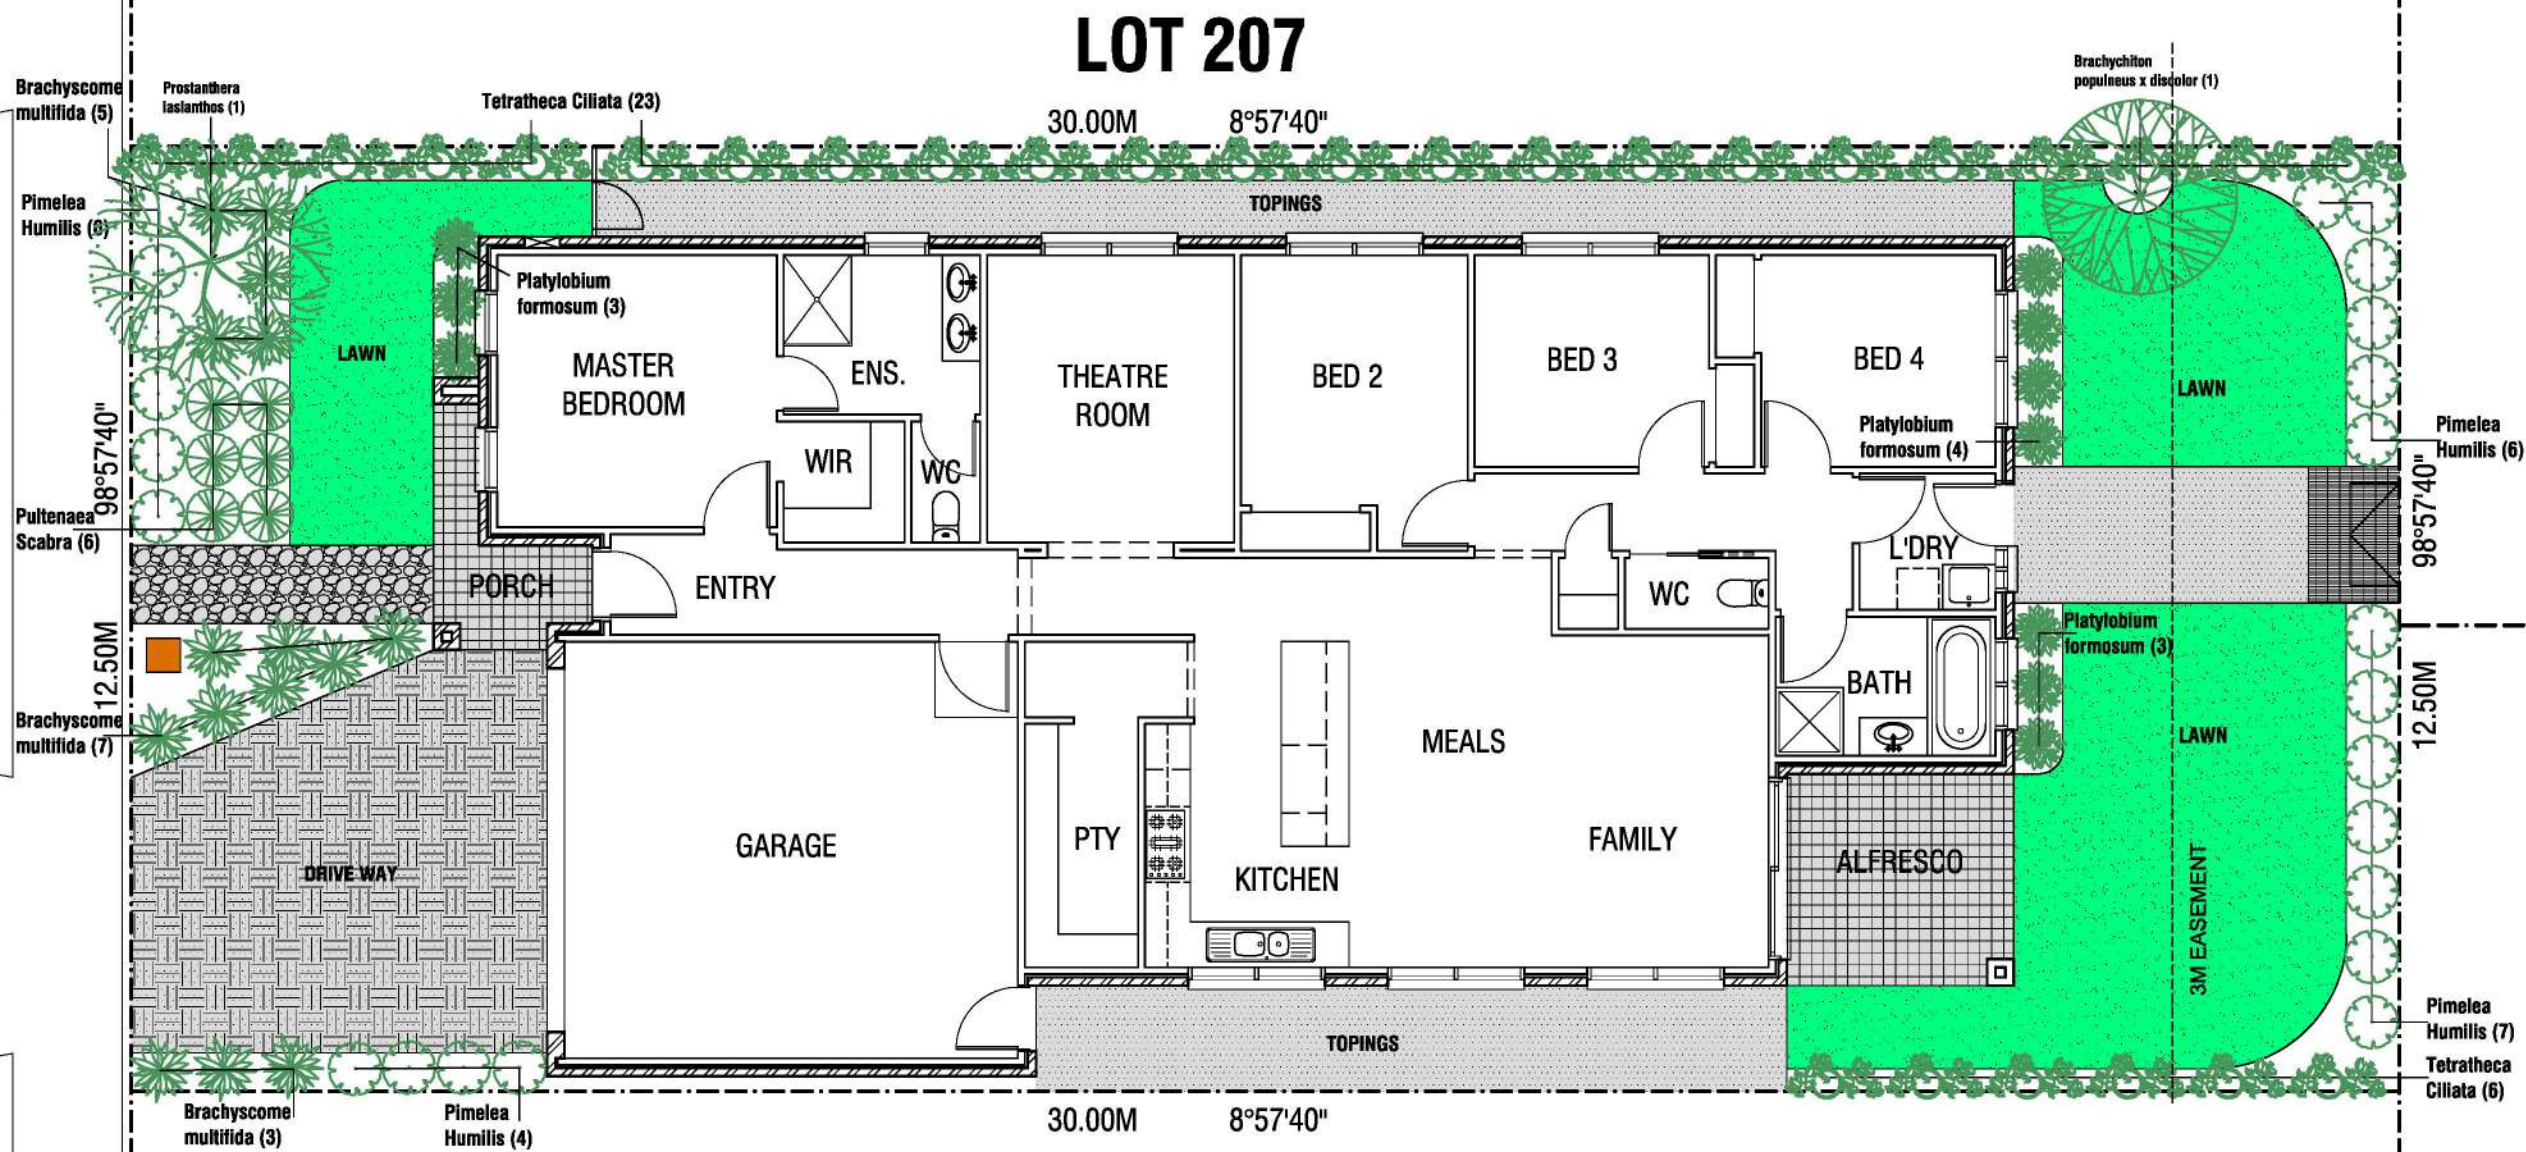 LOT 207
30.00M
8°57'40"
Brachyscome
multifida (5)
Prostanthera
lasianthos (1)
Tetratheca Ciliata (23)
Brachychiton
populneus x discolor (1)
Pimelea
Humilis
TOPINGS
LAWN
Platylobium
formosum (3)
MASTER
BEDROOM
ENS.
WIR
WC
THEATRE
ROOM
BED 2
BED 3
BED 4
Platylobium
formosum (4)
LAWN
Pimelea
Humilis (6)
98°57'40"
Pultenaea
Scabra (6)
PORCH
ENTRY
WC
L'DRY
98°57'40"
12.50M
Platylobium
formosum (3)
BATH
Brachyscome
multifida (7)
MEALS
LAWN
12.50M
DRIVE WAY
GARAGE
PTY
KITCHEN
FAMILY
ALFRESCO
3M EASEMENT
Pimelea
Humilis (7)
TOPINGS
Tetratheca
Ciliata (6)
Brachyscome
multifida (3)
Pimelea
Humilis (4)
30.00M
8°57'40"